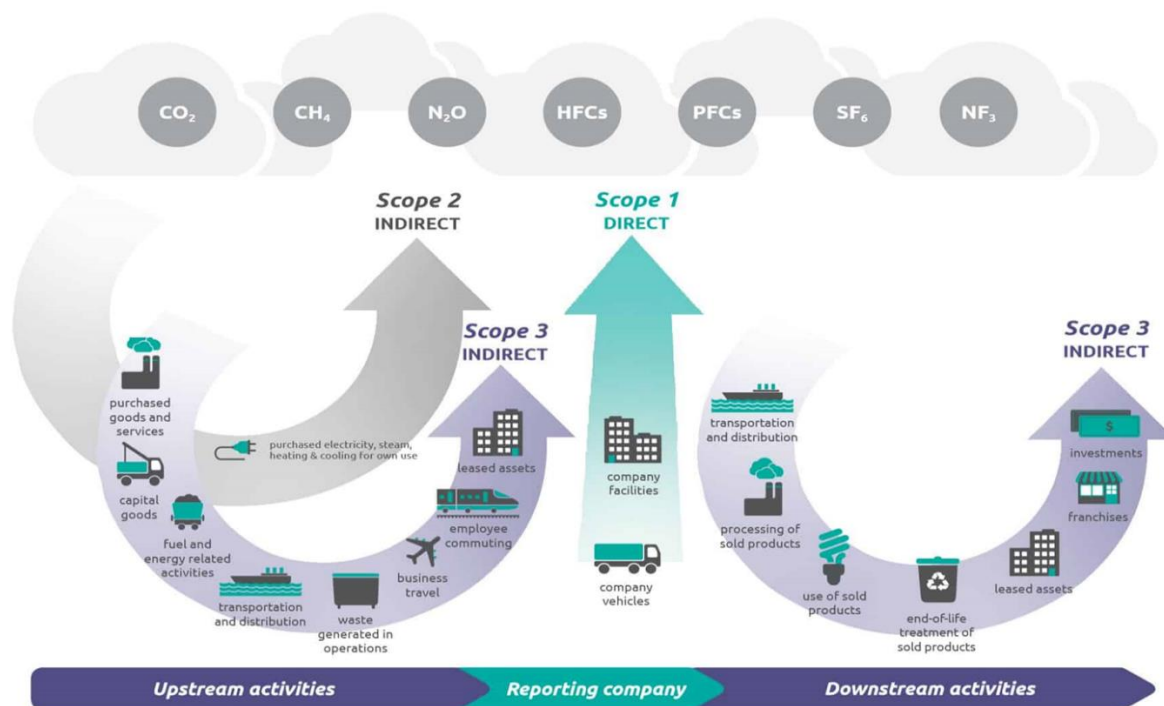 CO₂
CH₄
N₂O
HFCs
PFCs
SF₆
NF₃
Scope 2
INDIRECT
Scope 1
DIRECT
Scope 3
INDIRECT
Scope 3
INDIRECT
purchased
goods and
services
capital
goods
fuel and
energy related
activities
transportation
and distribution
waste
generated in
operations
business
travel
employee
commuting
leased assets
purchased electricity, steam,
heating & cooling for own use
company
facilities
company
vehicles
transportation
and distribution
processing of
sold products
use of sold
products
end-of-life
treatment of
sold products
leased assets
franchises
$
investments
Upstream activities
Reporting company
Downstream activities